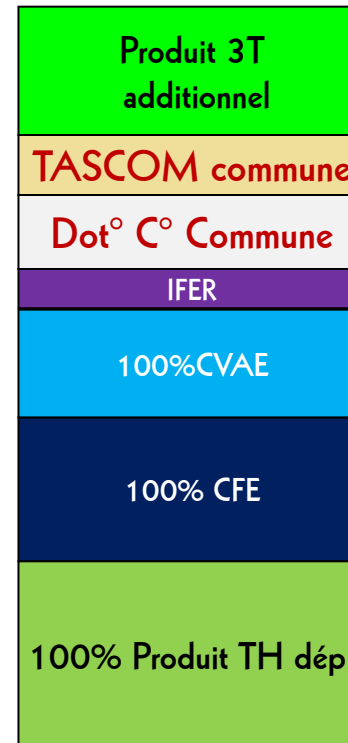 Produit 3T
additionnel
TASCOM commune
Dot° C° Commune
IFER
100%CVAE
100% CFE
100% Produit TH dép